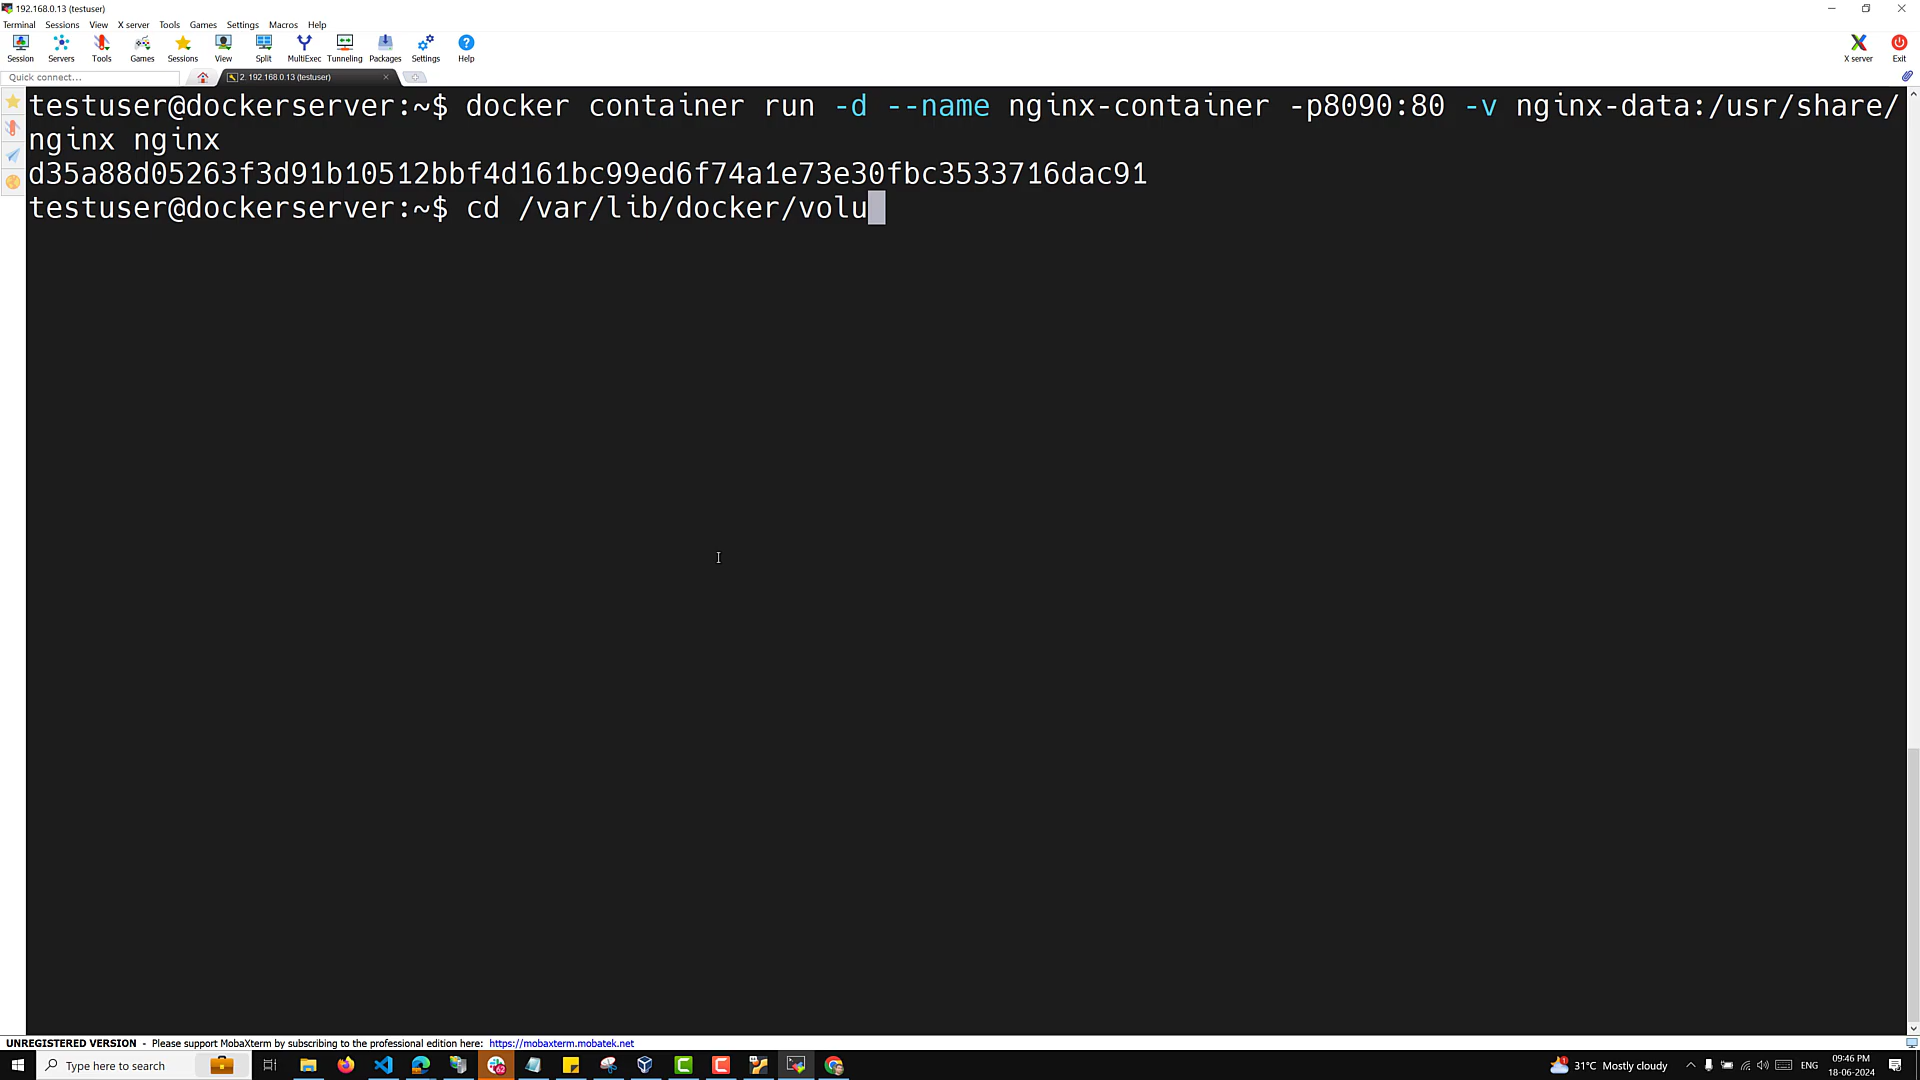 192.168.0.13 (testuser)
Terminal Sessions View X server Tools Games Settings Macros Help
Session Servers Tools Games Sessions View Split MultiExec Tunneling Packages Settings Help X server Exit
Quick connect... 2. 192.168.0.13 (testuser)
testuser@dockerserver:~$ docker container run -d --name nginx-container -p8090:80 -v nginx-data:/usr/share/
nginx nginx
d35a88d05263f3d91b10512bbf4d161bc99ed6f74a1e73e30fbc3533716dac91
testuser@dockerserver:~$ cd /var/lib/docker/volu
UNREGISTERED VERSION - Please support MobaXterm by subscribing to the professional edition here: https://mobaxterm.mobatek.net
Type here to search 62 31°C Mostly cloudy ENG 09:46 PM
18-06-2024